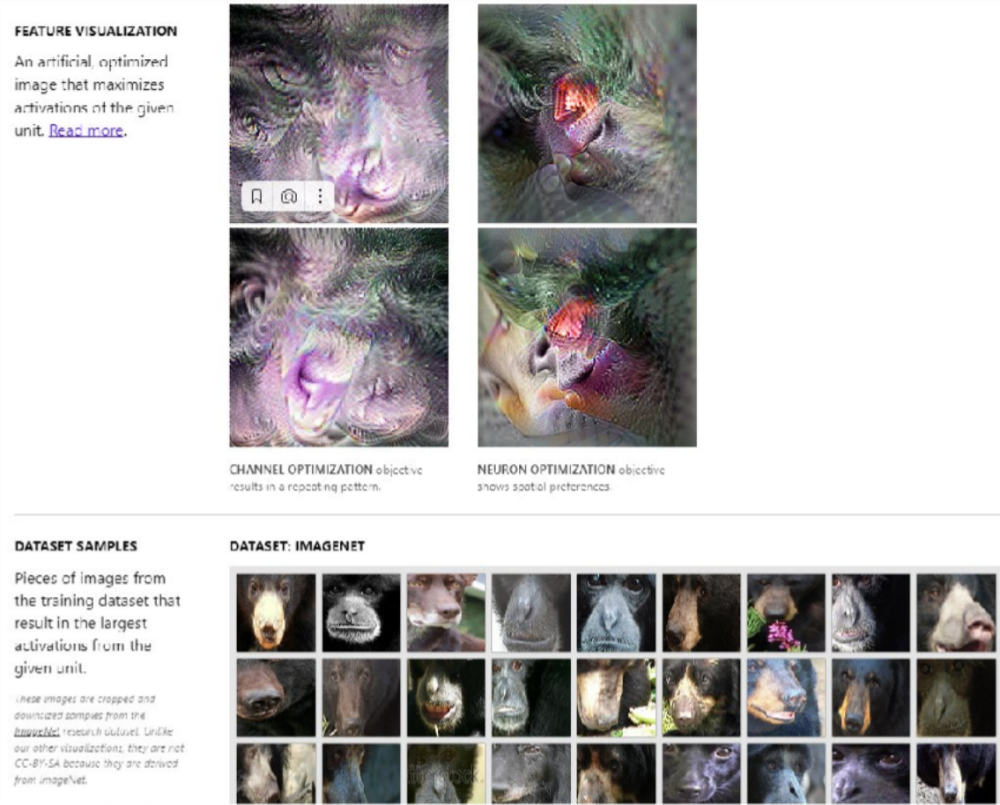 FEATURE VISUALIZATION
An artificial, optimized
image that maximizes
activations of the given
unit. Read more.
CHANNEL OPTIMIZATION objective
results in a repeating pattern.
NEURON OPTIMIZATION objective
shows spatial preferences.
DATASET SAMPLES
Pieces of images from
the training dataset that
result in the largest
activations from the
given unit.
These images are cropped and
downsized samples from the
ImageNet research dataset. Unlike
our other visualizations, they are not
CC-BY-SA because they are derived
from ImageNet.
DATASET: IMAGENET